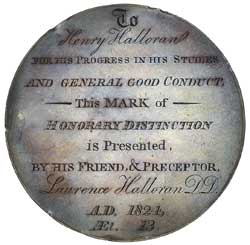 To
Henry Halloran
FOR HIS PROGRESS IN HIS STUDIES
AND GENERAL GOOD CONDUCT,
This MARK of
HONORARY DISTINCTION
is Presented,
BY HIS FRIEND, & PRECEPTOR,
Laurence Halloran D.D.
A.D. 1824,
Æt. 13